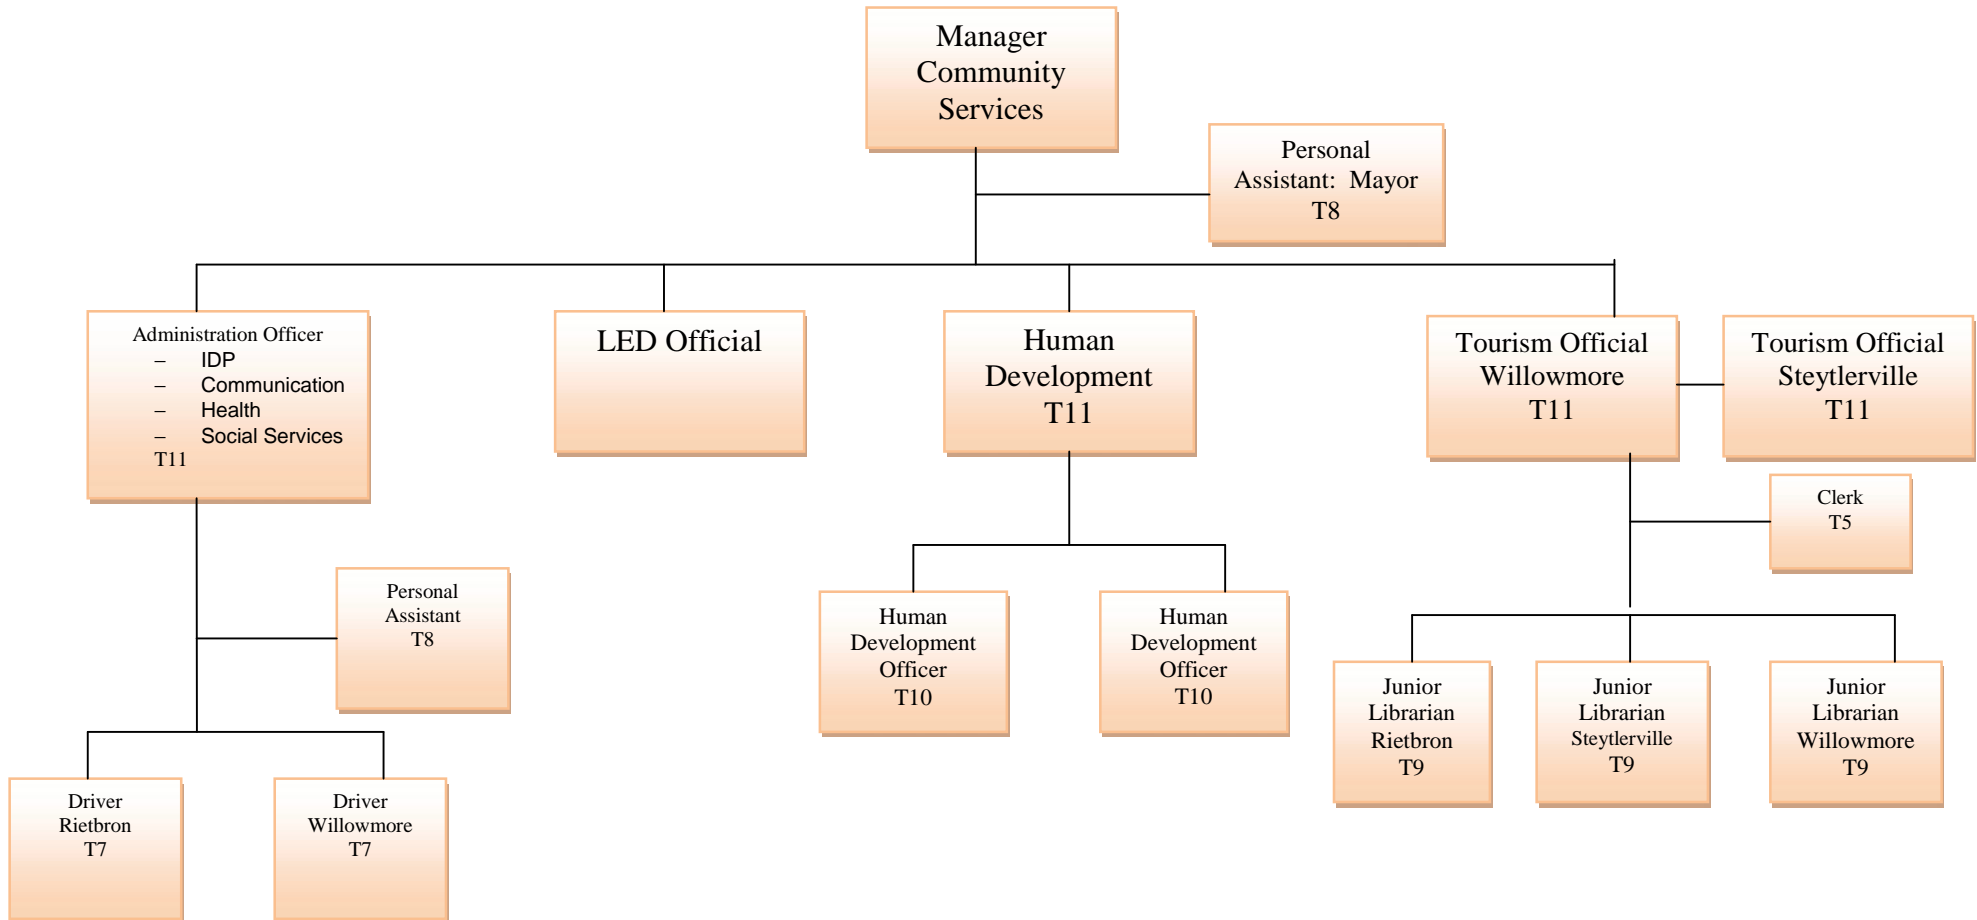 Manager
Community
Services
Personal
Assistant: Mayor
T8
Administration Officer
– IDP
– Communication
– Health
– Social Services
T11
LED Official
Human
Development
T11
Tourism Official
Willowmore
T11
Tourism Official
Steytlerville
T11
Clerk
T5
Personal
Assistant
T8
Human
Development
Officer
T10
Human
Development
Officer
T10
Junior
Librarian
Rietbron
T9
Junior
Librarian
Steytlerville
T9
Junior
Librarian
Willowmore
T9
Driver
Rietbron
T7
Driver
Willowmore
T7